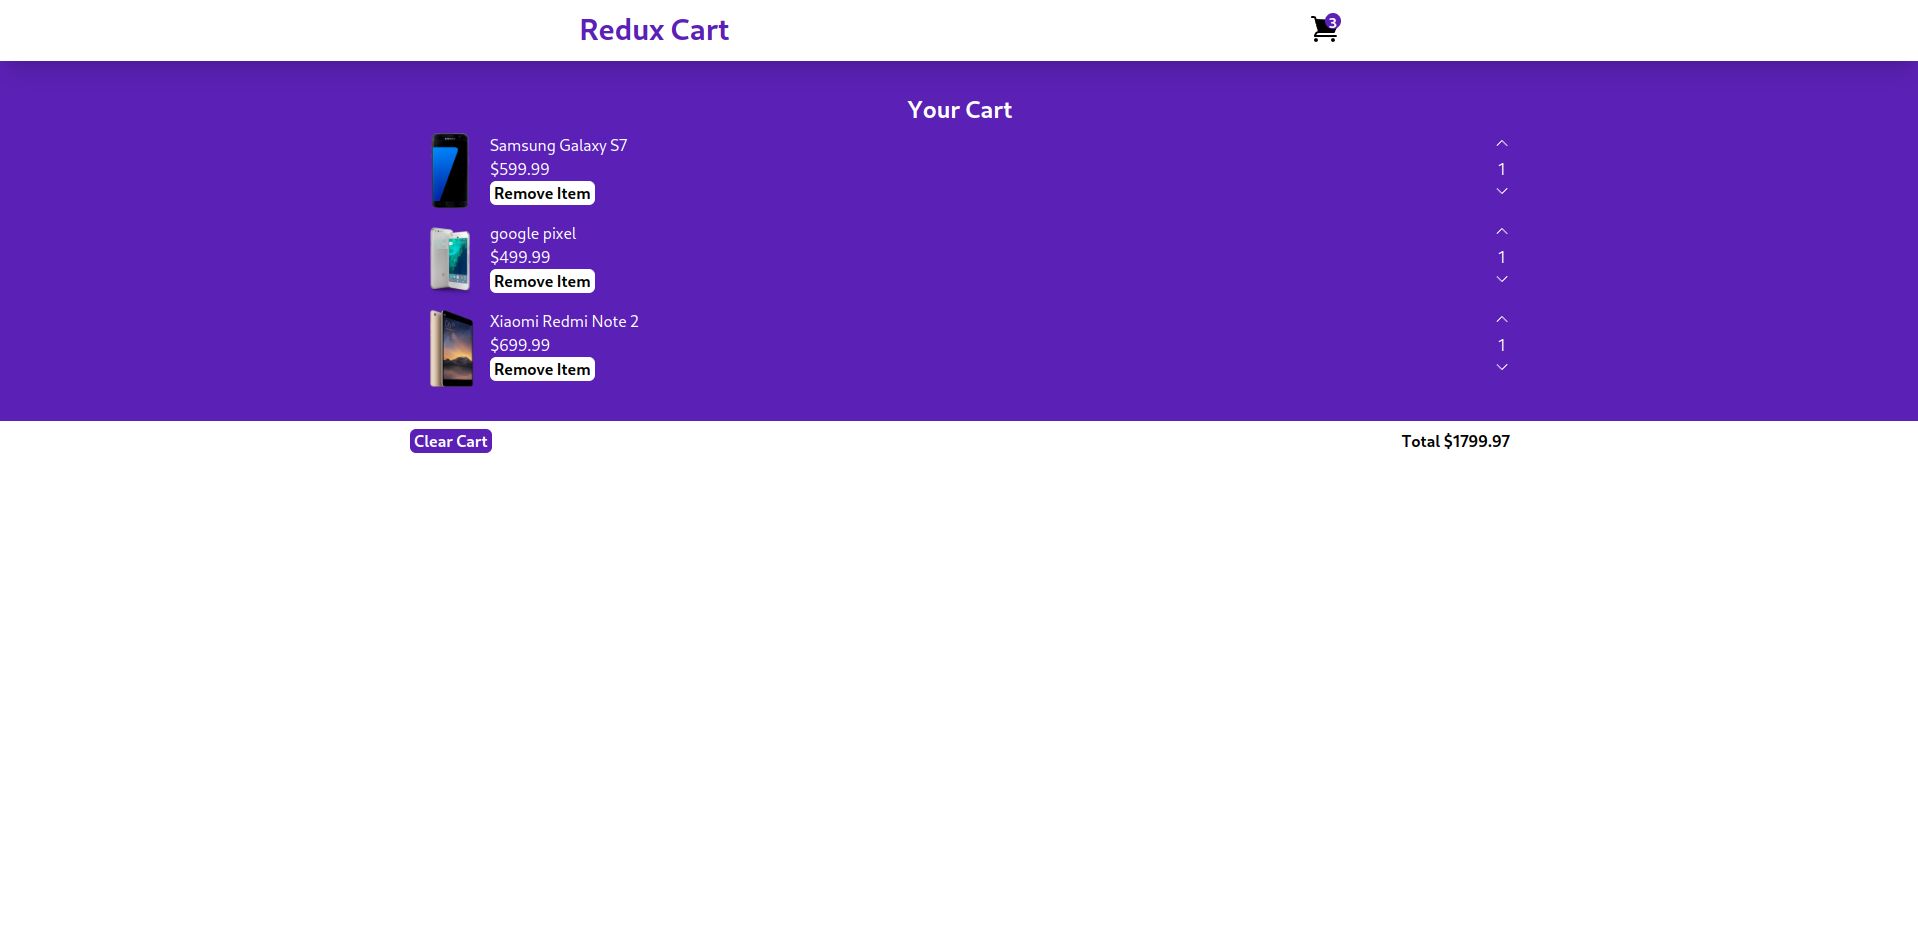 Redux Cart
3
Your Cart
Samsung Galaxy S7
$599.99
Remove Item
1
google pixel
$499.99
Remove Item
1
Xiaomi Redmi Note 2
$699.99
Remove Item
1
Clear Cart
Total $1799.97